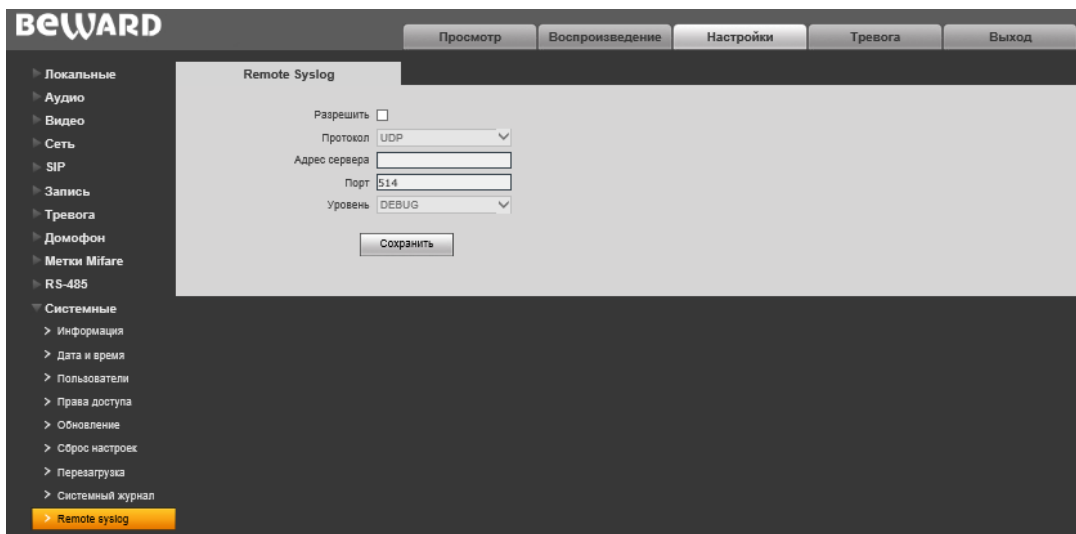 BEWARD
Просмотр
Воспроизведение
Настройки
Тревога
Выход
Локальные
Аудио
Видео
Сеть
SIP
Запись
Тревога
Домофон
Метки Mifare
RS-485
Системные
Информация
Дата и время
Пользователи
Права доступа
Обновление
Сброс настроек
Перезагрузка
Системный журнал
Remote syslog
Remote Syslog
Разрешить
Протокол UDP
Адрес сервера
Порт 514
Уровень DEBUG
Сохранить